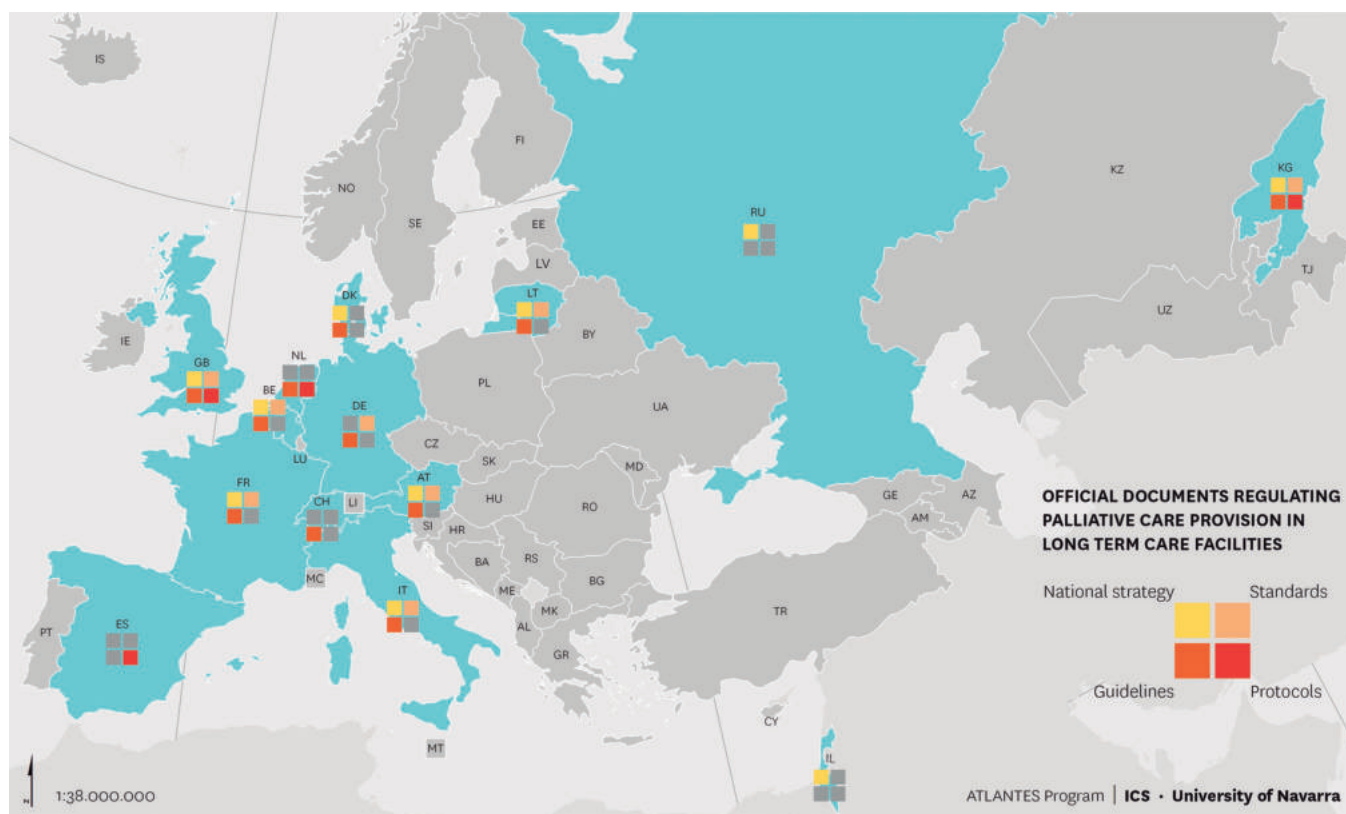 IS
FI
NO
SE
RU
KZ
KG
EE
LV
TJ
DK
LT
UZ
IE
GB
NL
BY
BE
DE
PL
UA
LU
CZ
SK
MD
FR
CH
LI
AT
HU
RO
SI
HR
GE
AZ
AM
BA
RS
MC
IT
ME
BG
MK
AL
TR
PT
ES
GR
CY
MT
IL
OFFICIAL DOCUMENTS REGULATING
PALLIATIVE CARE PROVISION IN
LONG TERM CARE FACILITIES
National strategy
Standards
Guidelines
Protocols
N
1:38.000.000
ATLANTES Program | ICS · University of Navarra